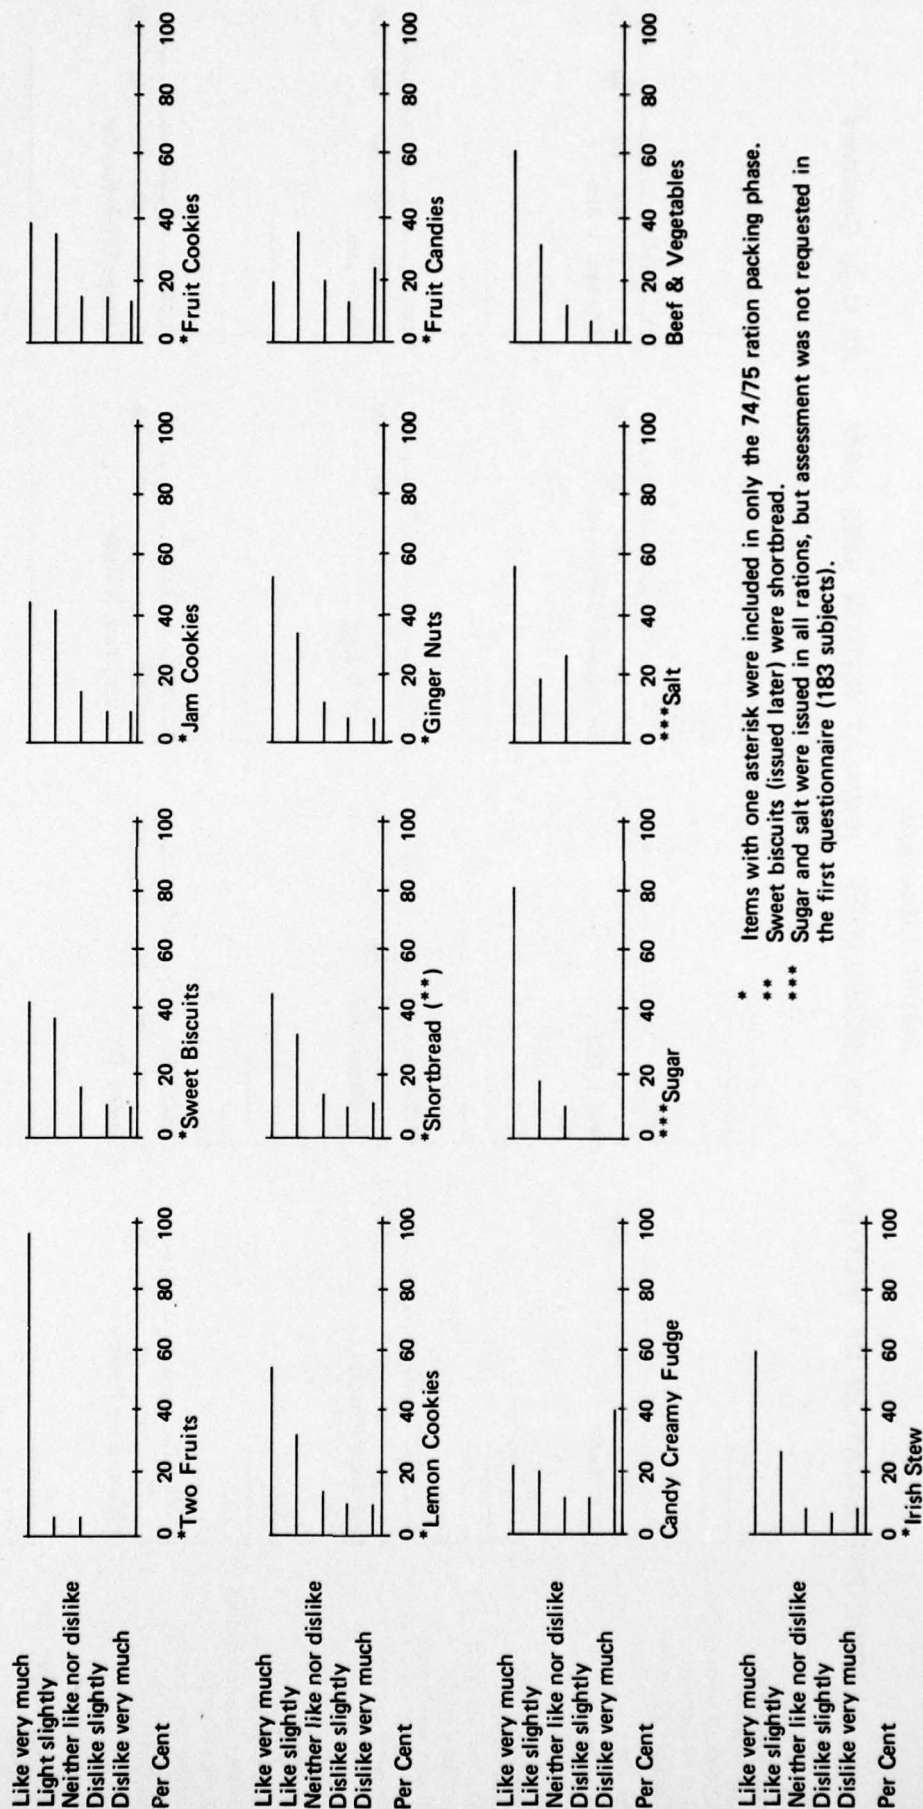 Like very much
Light slightly
Neither like nor dislike
Dislike slightly
Dislike very much
Per Cent
0 20 40 60 80 100
*Two Fruits
0 20 40 60 80 100
*Sweet Biscuits
0 20 40 60 80 100
*Jam Cookies
0 20 40 60 80 100
*Fruit Cookies
Like very much
Like slightly
Neither like nor dislike
Dislike slightly
Dislike very much
Per Cent
0 20 40 60 80 100
*Lemon Cookies
0 20 40 60 80 100
*Shortbread (**)
0 20 40 60 80 100
*Ginger Nuts
0 20 40 60 80 100
*Fruit Candies
Like very much
Like slightly
Neither like nor dislike
Dislike slightly
Dislike very much
Per Cent
0 20 40 60 80 100
Candy Creamy Fudge
0 20 40 60 80 100
***Sugar
0 20 40 60 80 100
***Salt
0 20 40 60 80 100
Beef & Vegetables
Like very much
Like slightly
Neither like nor dislike
Dislike slightly
Dislike very much
Per Cent
0 20 40 60 80 100
*Irish Stew
* Items with one asterisk were included in only the 74/75 ration packing phase.
** Sweet biscuits (issued later) were shortbread.
*** Sugar and salt were issued in all rations, but assessment was not requested in
the first questionnaire (183 subjects).